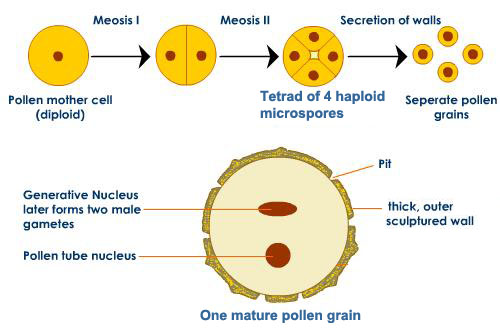 Meosis I
Meosis II
Secretion of walls
Pollen mother cell
(diploid)
Tetrad of 4 haploid
microspores
Seperate pollen
grains
Pit
Generative Nucleus
later forms two male
gametes
thick, outer
sculptured wall
Pollen tube nucleus
One mature pollen grain